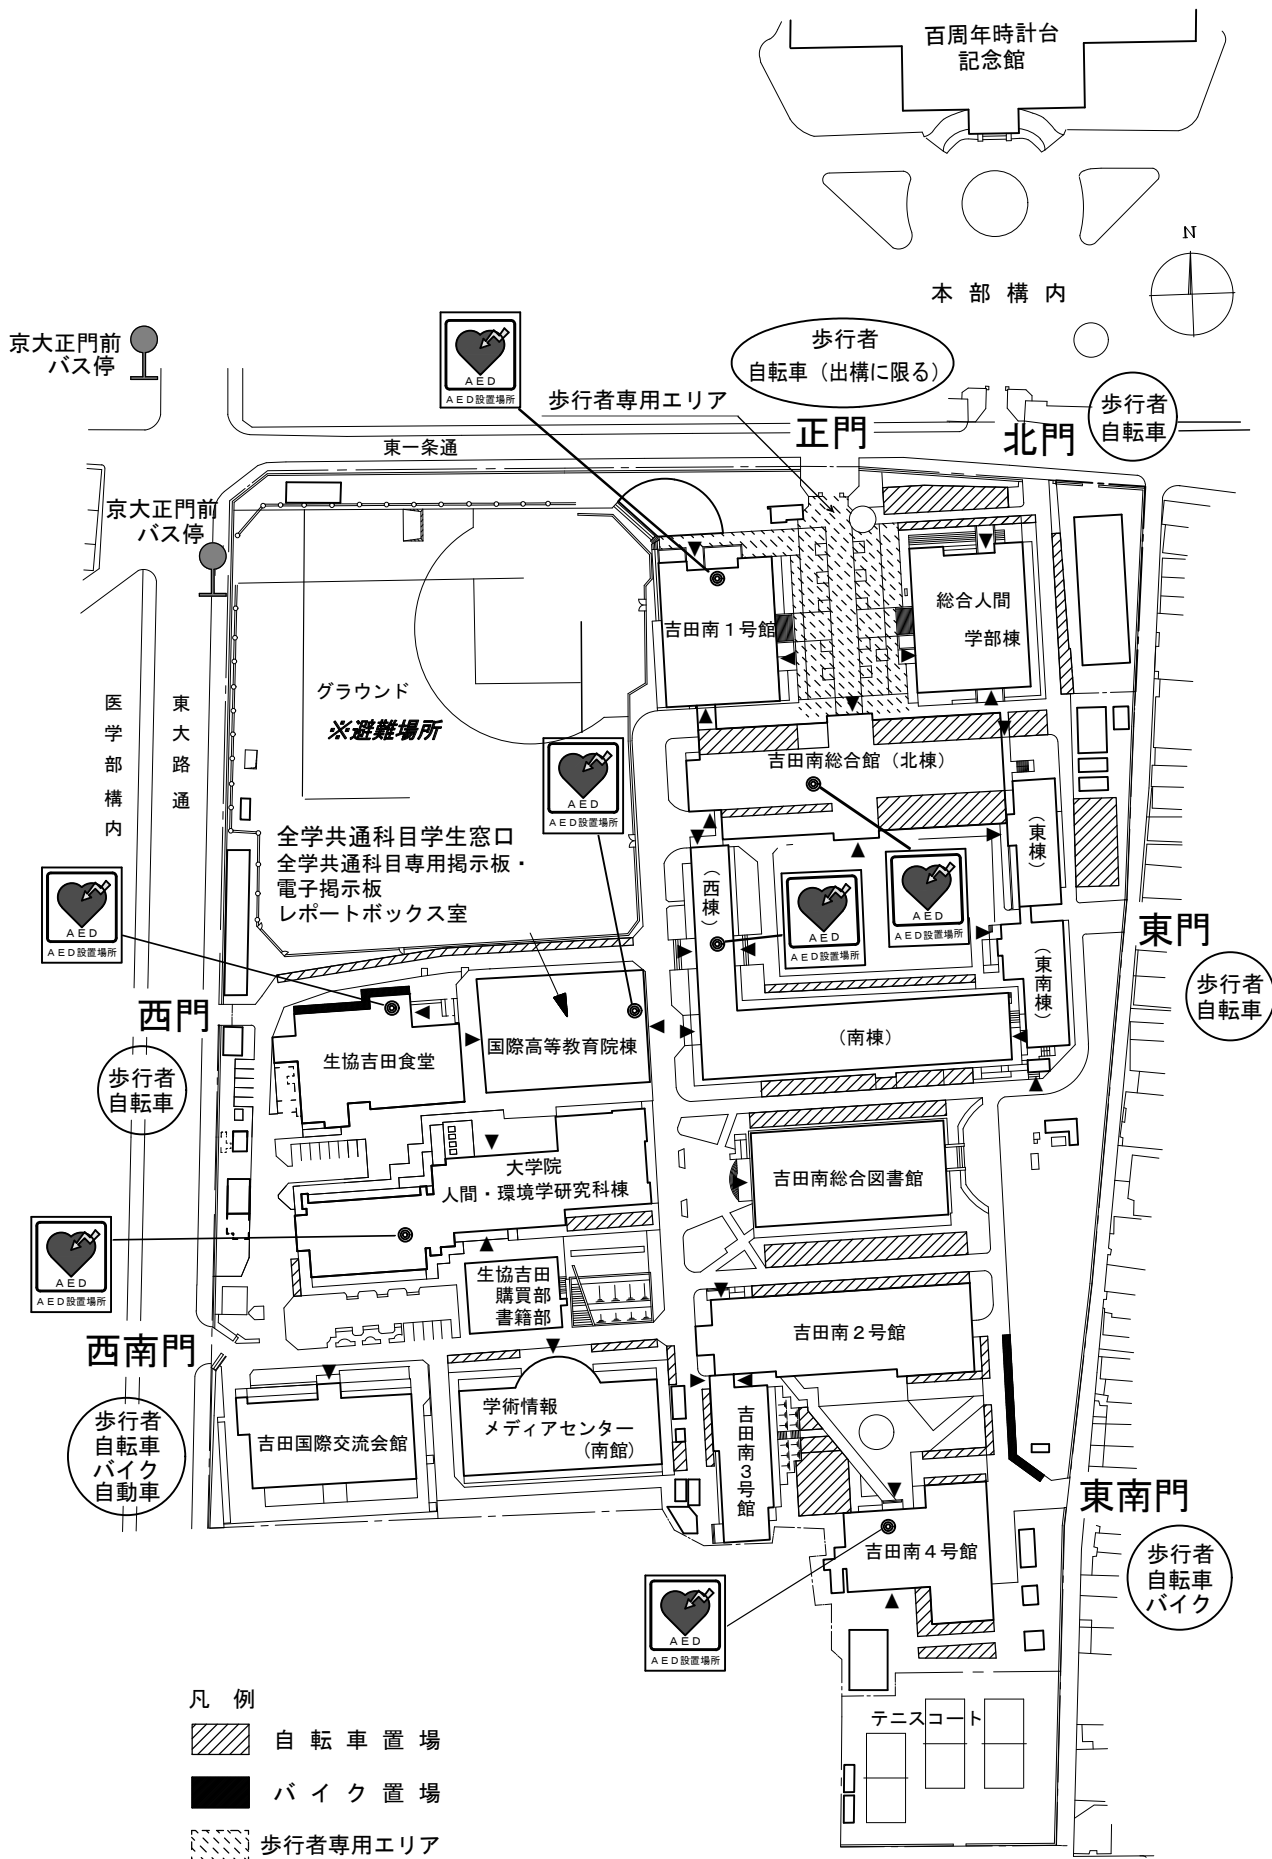 百周年時計台
記念館
N
本部構内
京大正門前
バス停
AED
AED設置場所
歩行者
自転車（出構に限る）
歩行者専用エリア
正門
北門
歩行者
自転車
東一条通
京大正門前
バス停
吉田南１号館
総合人間
学部棟
グラウンド
※避難場所
医学部構内
東大路通
吉田南総合館（北棟）
AED
AED設置場所
全学共通科目学生窓口
全学共通科目専用掲示板・
電子掲示板
レポートボックス室
（東棟）
（西棟）
AED
AED設置場所
AED
AED設置場所
AED
AED設置場所
東門
歩行者
自転車
（東南棟）
西門
歩行者
自転車
生協吉田食堂
国際高等教育院棟
（南棟）
大学院
人間・環境学研究科棟
吉田南総合図書館
AED
AED設置場所
生協吉田
購買部
書籍部
吉田南２号館
西南門
歩行者
自転車
バイク
自動車
吉田国際交流会館
学術情報
メディアセンター
（南館）
吉田南３号館
東南門
歩行者
自転車
バイク
吉田南４号館
AED
AED設置場所
テニスコート
凡例
自転車置場
バイク置場
歩行者専用エリア